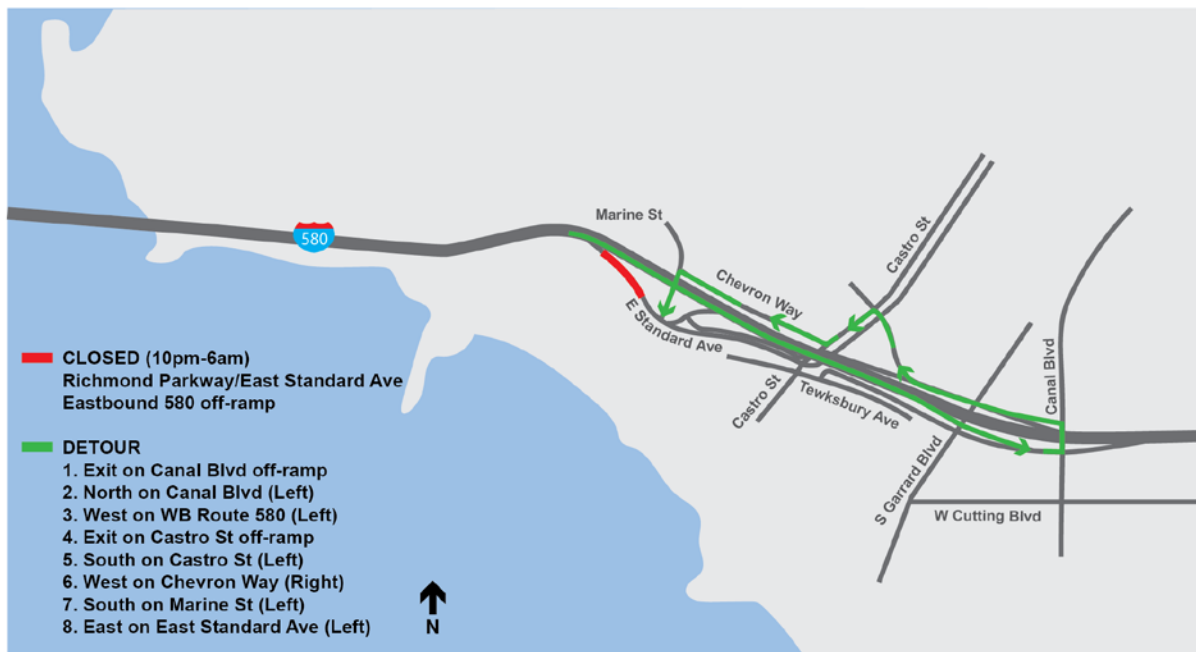 Marine St
580
Chevron Way
Castro St
E Standard Ave
Castro St
Tewksbury Ave
Canal Blvd
S Garrard Blvd
W Cutting Blvd
CLOSED (10pm-6am)
Richmond Parkway/East Standard Ave
Eastbound 580 off-ramp
DETOUR
1. Exit on Canal Blvd off-ramp
2. North on Canal Blvd (Left)
3. West on WB Route 580 (Left)
4. Exit on Castro St off-ramp
5. South on Castro St (Left)
6. West on Chevron Way (Right)
7. South on Marine St (Left)
8. East on East Standard Ave (Left)
N